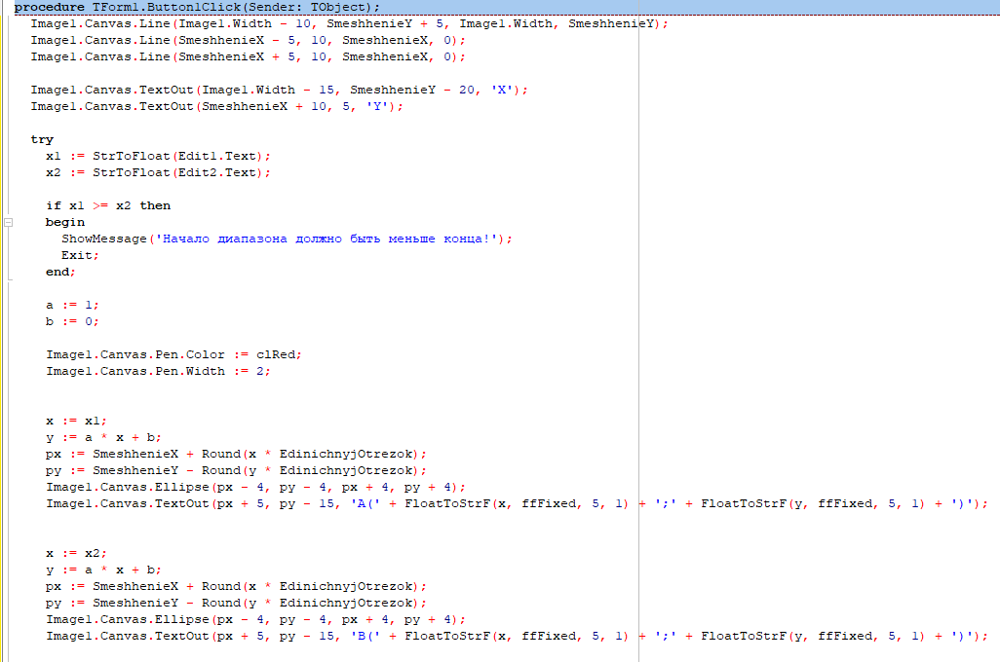 procedure TForm1.Button1Click(Sender: TObject);
Image1.Canvas.Line(Image1.Width - 10, SmeshhenieY + 5, Image1.Width, SmeshhenieY);
Image1.Canvas.Line(SmeshhenieX - 5, 10, SmeshhenieX, 0);
Image1.Canvas.Line(SmeshhenieX + 5, 10, SmeshhenieX, 0);
Image1.Canvas.TextOut(Image1.Width - 15, SmeshhenieY - 20, 'X');
Image1.Canvas.TextOut(SmeshhenieX + 10, 5, 'Y');
try
x1 := StrToFloat(Edit1.Text);
x2 := StrToFloat(Edit2.Text);
if x1 >= x2 then
begin
ShowMessage('Начало диапазона должно быть меньше конца!');
Exit;
end;
a := 1;
b := 0;
Image1.Canvas.Pen.Color := clRed;
Image1.Canvas.Pen.Width := 2;
x := x1;
y := a * x + b;
px := SmeshhenieX + Round(x * EdinichnyjOtrezok);
py := SmeshhenieY - Round(y * EdinichnyjOtrezok);
Image1.Canvas.Ellipse(px - 4, py - 4, px + 4, py + 4);
Image1.Canvas.TextOut(px + 5, py - 15, 'A(' + FloatToStrF(x, ffFixed, 5, 1) + ';' + FloatToStrF(y, ffFixed, 5, 1) + ')');
x := x2;
y := a * x + b;
px := SmeshhenieX + Round(x * EdinichnyjOtrezok);
py := SmeshhenieY - Round(y * EdinichnyjOtrezok);
Image1.Canvas.Ellipse(px - 4, py - 4, px + 4, py + 4);
Image1.Canvas.TextOut(px + 5, py - 15, 'B(' + FloatToStrF(x, ffFixed, 5, 1) + ';' + FloatToStrF(y, ffFixed, 5, 1) + ')');